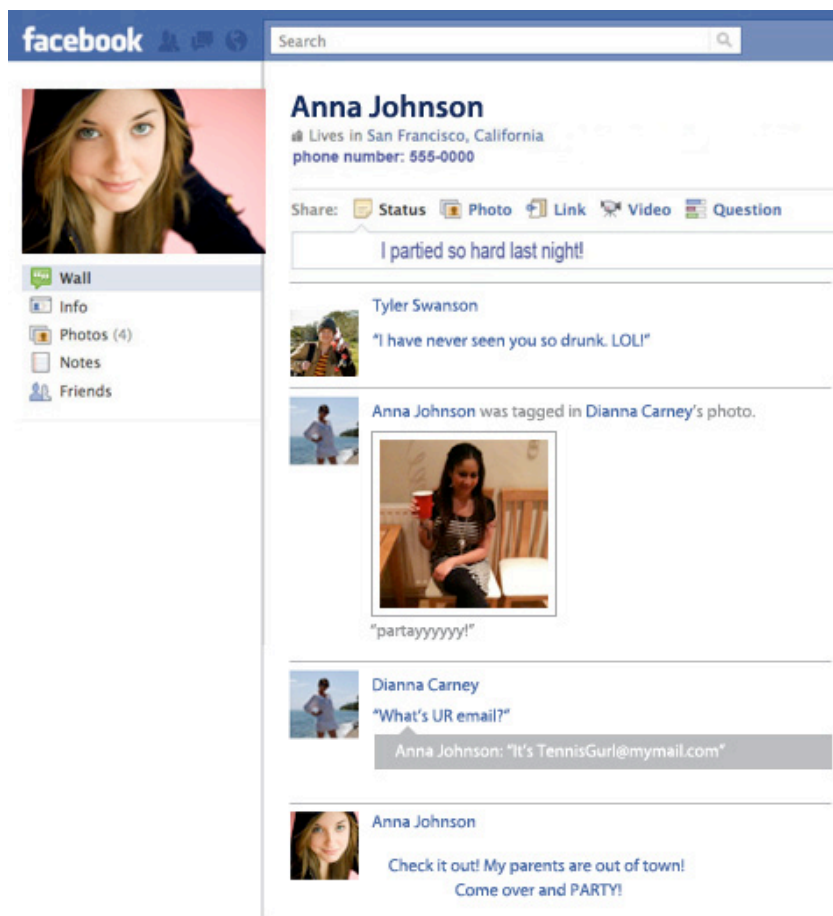 facebook
Search
Anna Johnson
Lives in San Francisco, California
phone number: 555-0000
Share: Status Photo Link Video Question
I partied so hard last night!
Wall
Info
Photos (4)
Notes
Friends
Tyler Swanson
“I have never seen you so drunk. LOL!”
Anna Johnson was tagged in Dianna Carney’s photo.
“partayyyyyy!”
Dianna Carney
“What’s UR email?”
Anna Johnson: “It’s TennisGurl@mymail.com”
Anna Johnson
Check it out! My parents are out of town!
Come over and PARTY!